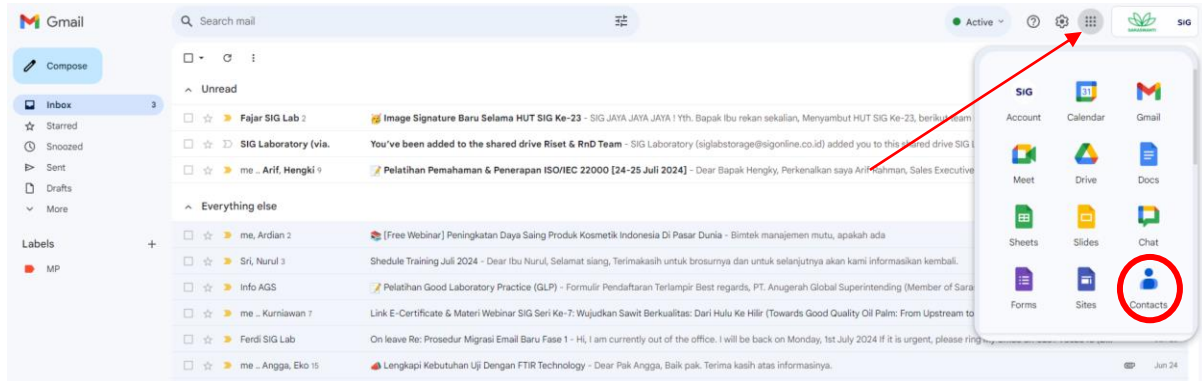 Gmail
Search mail
Active
SIG
Compose
Inbox 3
Starred
Snoozed
Sent
Drafts
More
Labels +
MP
Unread
Fajar SIG Lab 2 Image Signature Baru Selama HUT SIG Ke-23 - SIG JAYA JAYA JAYA ! Yth. Bapak Ibu rekan sekalian, Menyambut HUT SIG Ke-23, berikut team
SIG Laboratory (via. You've been added to the shared drive Riset & RnD Team - SIG Laboratory (siglabstorage@sigonline.co.id) added you to this shared drive SIG L
me .. Arif, Hengki 9 Pelatihan Pemahaman & Penerapan ISO/IEC 22000 [24-25 Juli 2024] - Dear Bapak Hengky, Perkenalkan saya Arif Rahman, Sales Executive
Everything else
me, Ardian 2 [Free Webinar] Peningkatan Daya Saing Produk Kosmetik Indonesia Di Pasar Dunia - Bimtek manajemen mutu, apakah ada
Sri, Nurul 3 Shedule Training Juli 2024 - Dear Ibu Nurul, Selamat siang, Terimakasih untuk brosurnya dan untuk selanjutnya akan kami informasikan kembali.
Info AGS Pelatihan Good Laboratory Practice (GLP) - Formulir Pendaftaran Terlampir Best regards, PT. Anugerah Global Superintending (Member of Sara
me .. Kurniawan 7 Link E-Certificate & Materi Webinar SIG Seri Ke-7: Wujudkan Sawit Berkualitas: Dari Hulu Ke Hilir (Towards Good Quality Oil Palm: From Upstream to
Ferdi SIG Lab On leave Re: Prosedur Migrasi Email Baru Fase 1 - Hi, I am currently out of the office. I will be back on Monday, 1st July 2024 If it is urgent, please ring
me .. Angga, Eko 15 Lengkapi Kebutuhan Uji Dengan FTIR Technology - Dear Pak Angga, Baik pak. Terima kasih atas informasinya. Jun 24
SIG 31
Account Calendar Gmail
Meet Drive Docs
Sheets Slides Chat
Forms Sites Contacts